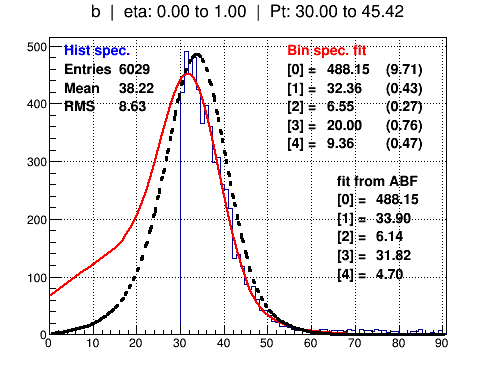 b | eta: 0.00 to 1.00 | Pt: 30.00 to 45.42
Hist spec.
Entries 6029
Mean 38.22
RMS 8.63
Bin spec. fit
[0] = 488.15 (9.71)
[1] = 32.36 (0.43)
[2] = 6.55 (0.27)
[3] = 20.00 (0.76)
[4] = 9.36 (0.47)
fit from ABF
[0] = 488.15
[1] = 33.90
[2] = 6.14
[3] = 31.82
[4] = 4.70
500
400
300
200
100
0
0 10 20 30 40 50 60 70 80 90